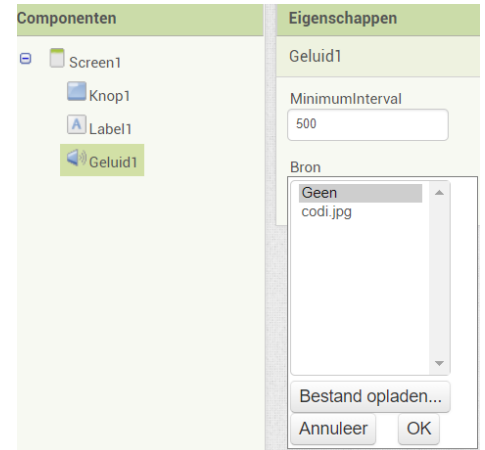 Componenten
Screen1
Knop1
Label1
Geluid1
Eigenschappen
Geluid1
MinimumInterval
500
Bron
Geen
codi.jpg
Bestand opladen...
Annuleer
OK